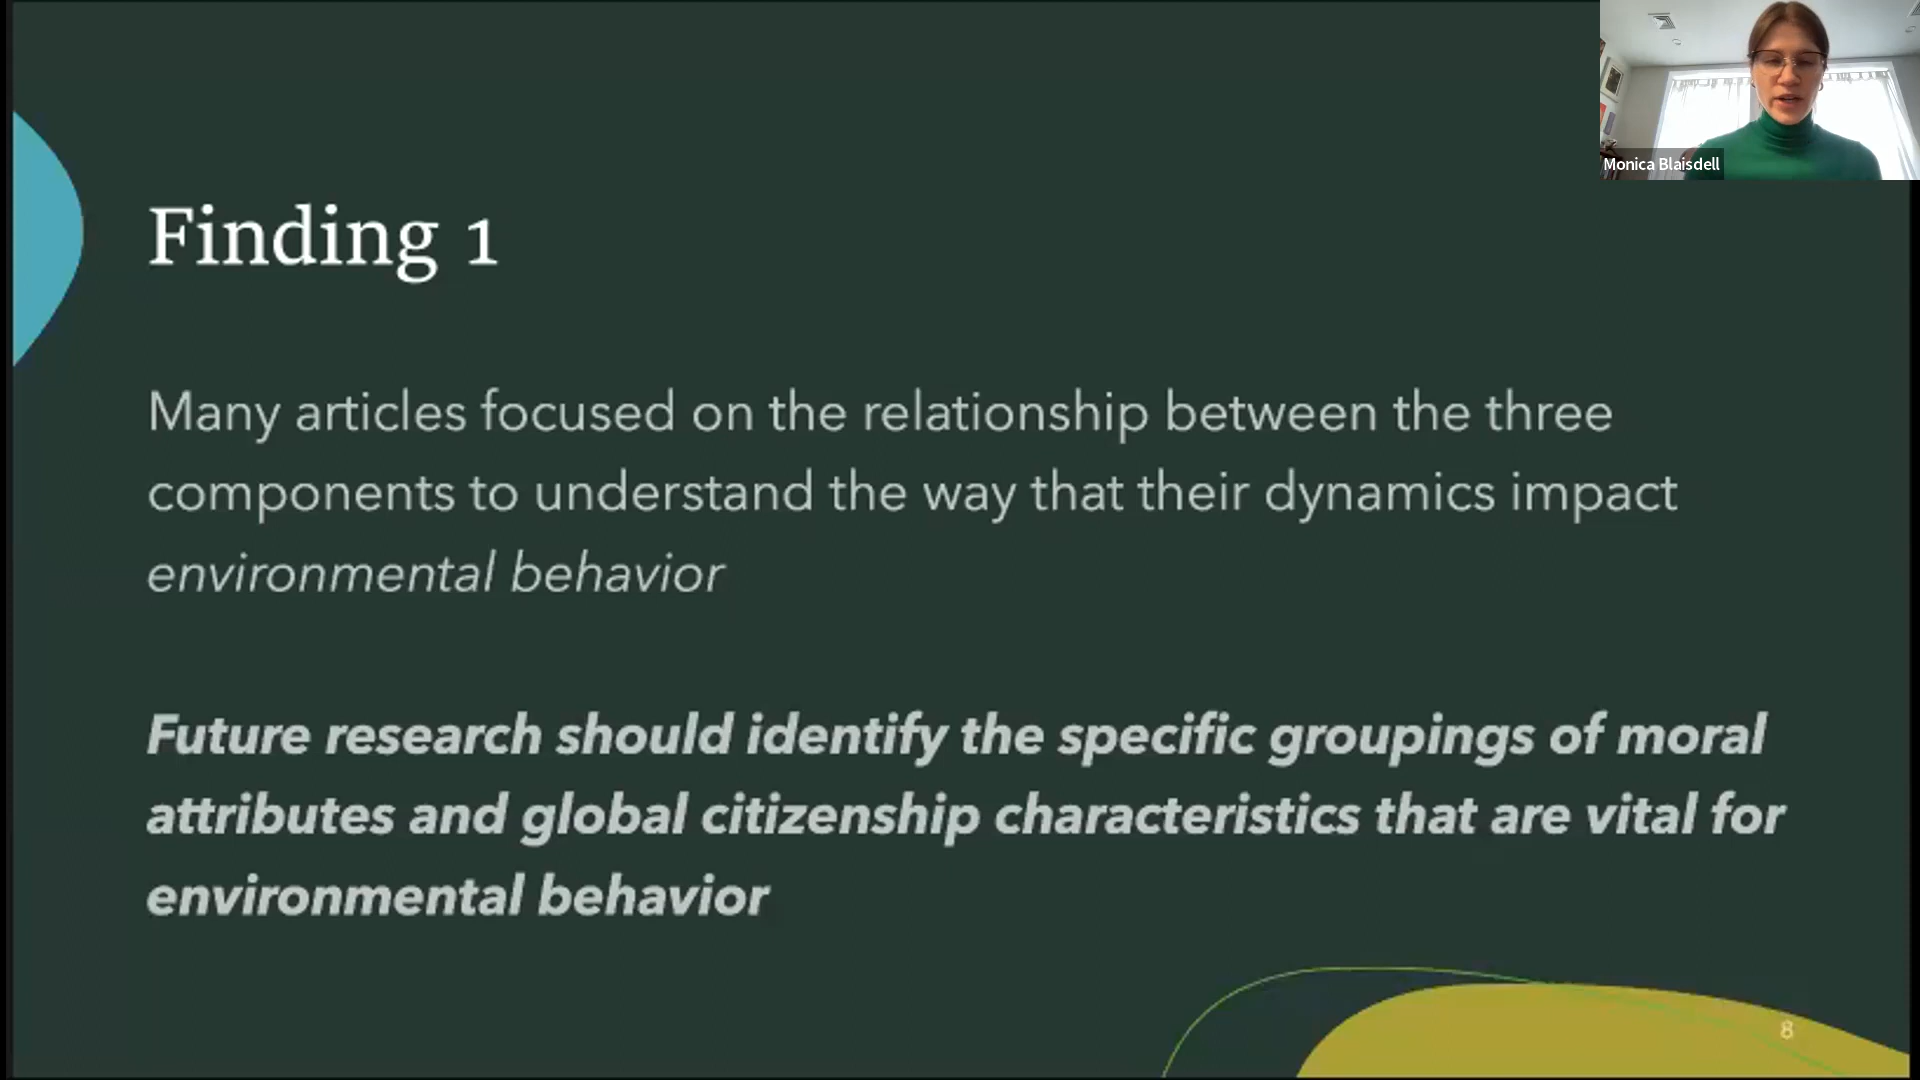 Monica Blaisdell
Finding 1
Many articles focused on the relationship between the three
components to understand the way that their dynamics impact
environmental behavior
Future research should identify the specific groupings of moral
attributes and global citizenship characteristics that are vital for
environmental behavior
8